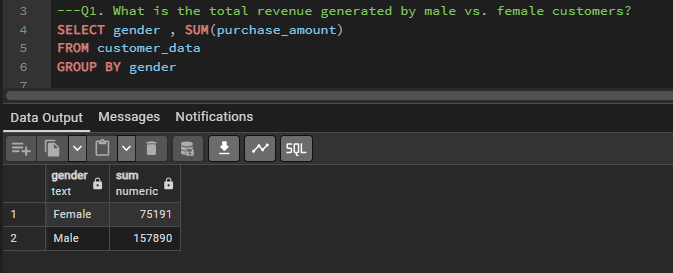 3 ---Q1. What is the total revenue generated by male vs. female customers?
4 SELECT gender , SUM(purchase_amount)
5 FROM customer_data
6 GROUP BY gender
7
Data Output Messages Notifications
SQL
gender sum
text numeric
1 Female 75191
2 Male 157890